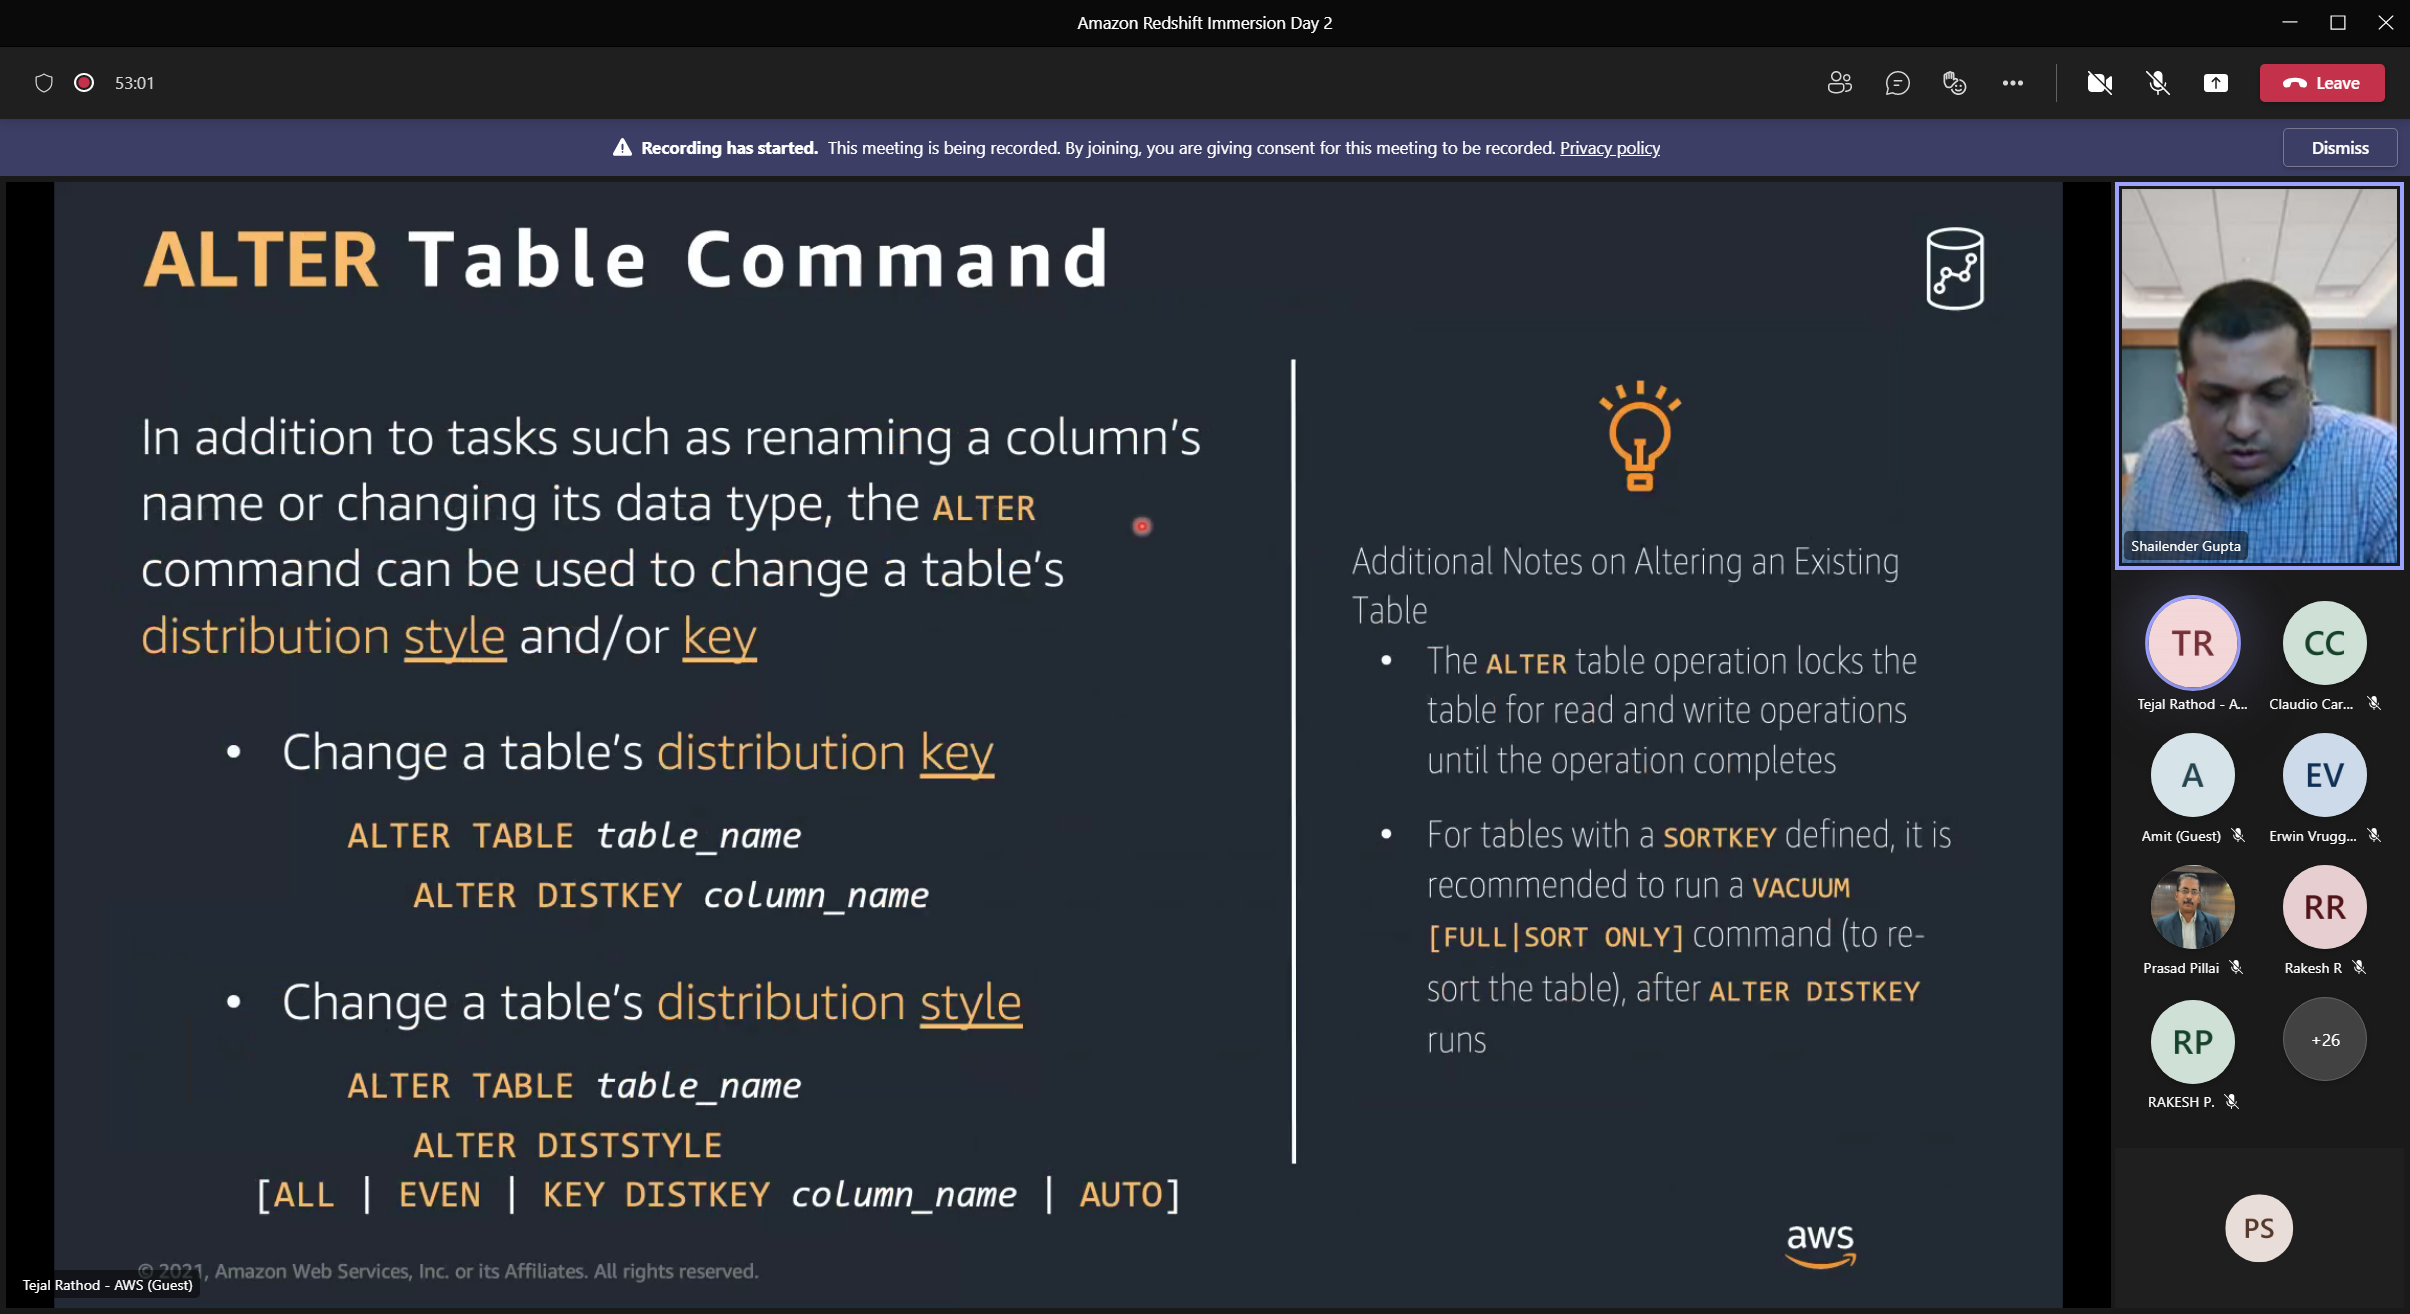 Amazon Redshift Immersion Day 2
53:01
Leave
Recording has started. This meeting is being recorded. By joining, you are giving consent for this meeting to be recorded. Privacy policy
Dismiss
ALTER Table Command
In addition to tasks such as renaming a column's
name or changing its data type, the ALTER
command can be used to change a table's
distribution style and/or key
• Change a table's distribution key
ALTER TABLE table_name
ALTER DISTKEY column_name
• Change a table's distribution style
ALTER TABLE table_name
ALTER DISTSTYLE
[ALL | EVEN | KEY DISTKEY column_name | AUTO]
Additional Notes on Altering an Existing
Table
• The ALTER table operation locks the
table for read and write operations
until the operation completes
• For tables with a SORTKEY defined, it is
recommended to run a VACUUM
[FULL|SORT ONLY] command (to re-
sort the table), after ALTER DISTKEY
runs
aws
© 2021, Amazon Web Services, Inc. or its Affiliates. All rights reserved.
Tejal Rathod - AWS (Guest)
Shailender Gupta
TR
Tejal Rathod - A...
CC
Claudio Car...
A
Amit (Guest)
EV
Erwin Vrugg...
Prasad Pillai
RR
Rakesh R
RP
RAKESH P.
+26
PS